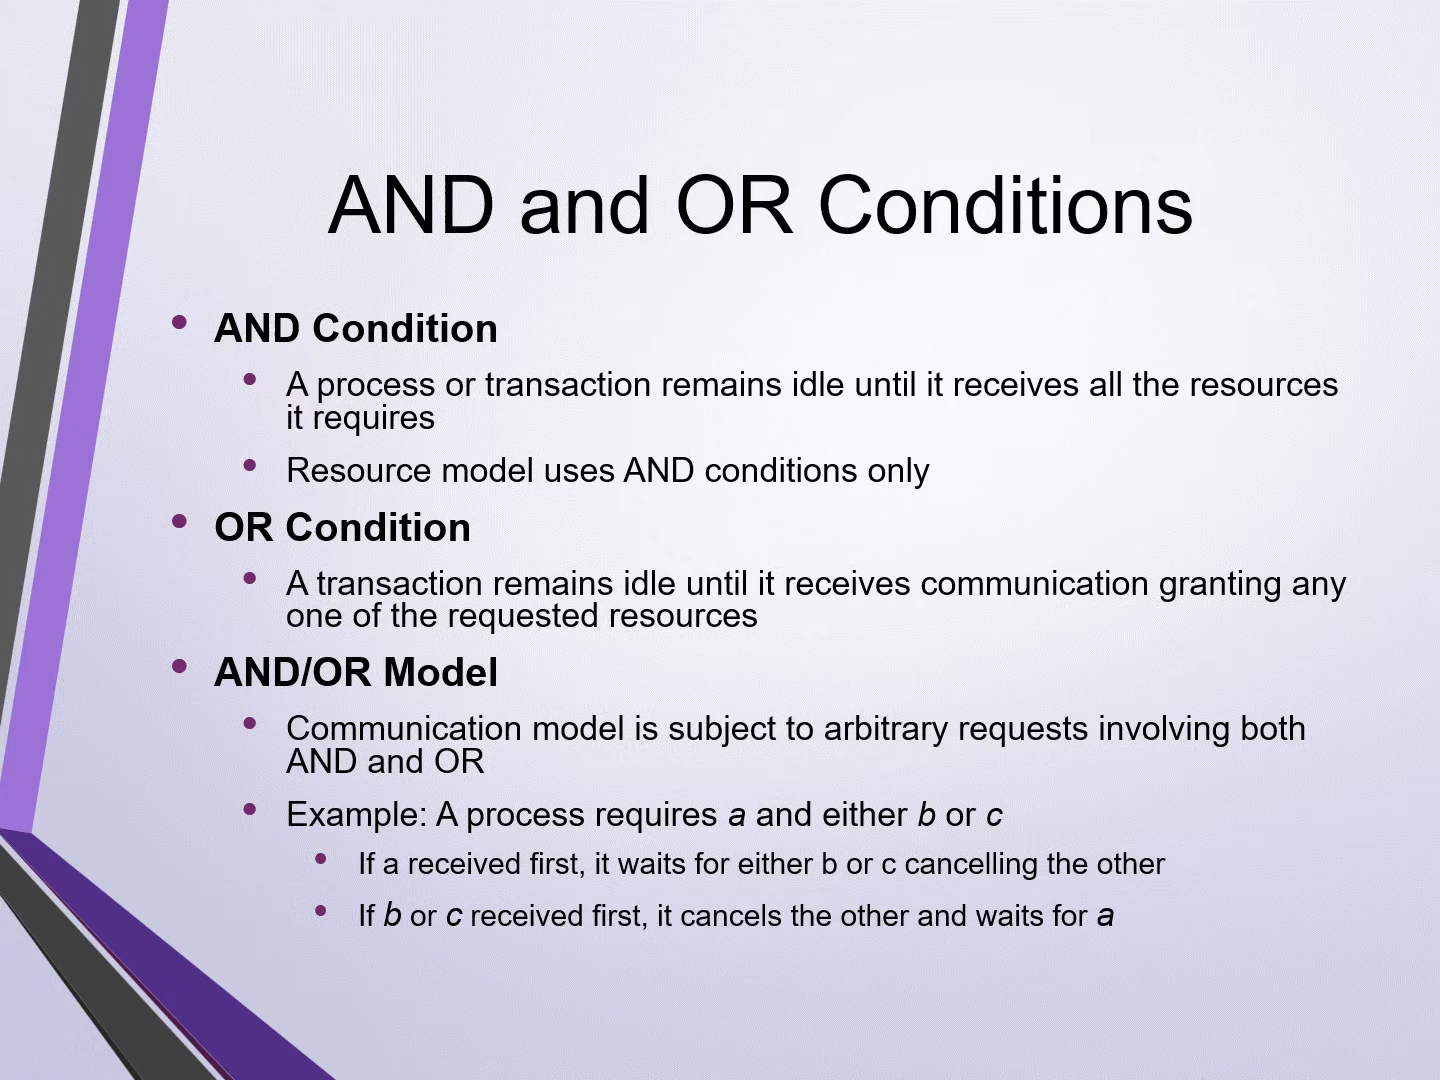 AND and OR Conditions
• AND Condition
• A process or transaction remains idle until it receives all the resources
it requires
• Resource model uses AND conditions only
• OR Condition
• A transaction remains idle until it receives communication granting any
one of the requested resources
• AND/OR Model
• Communication model is subject to arbitrary requests involving both
AND and OR
• Example: A process requires a and either b or c
• If a received first, it waits for either b or c cancelling the other
• If b or c received first, it cancels the other and waits for a